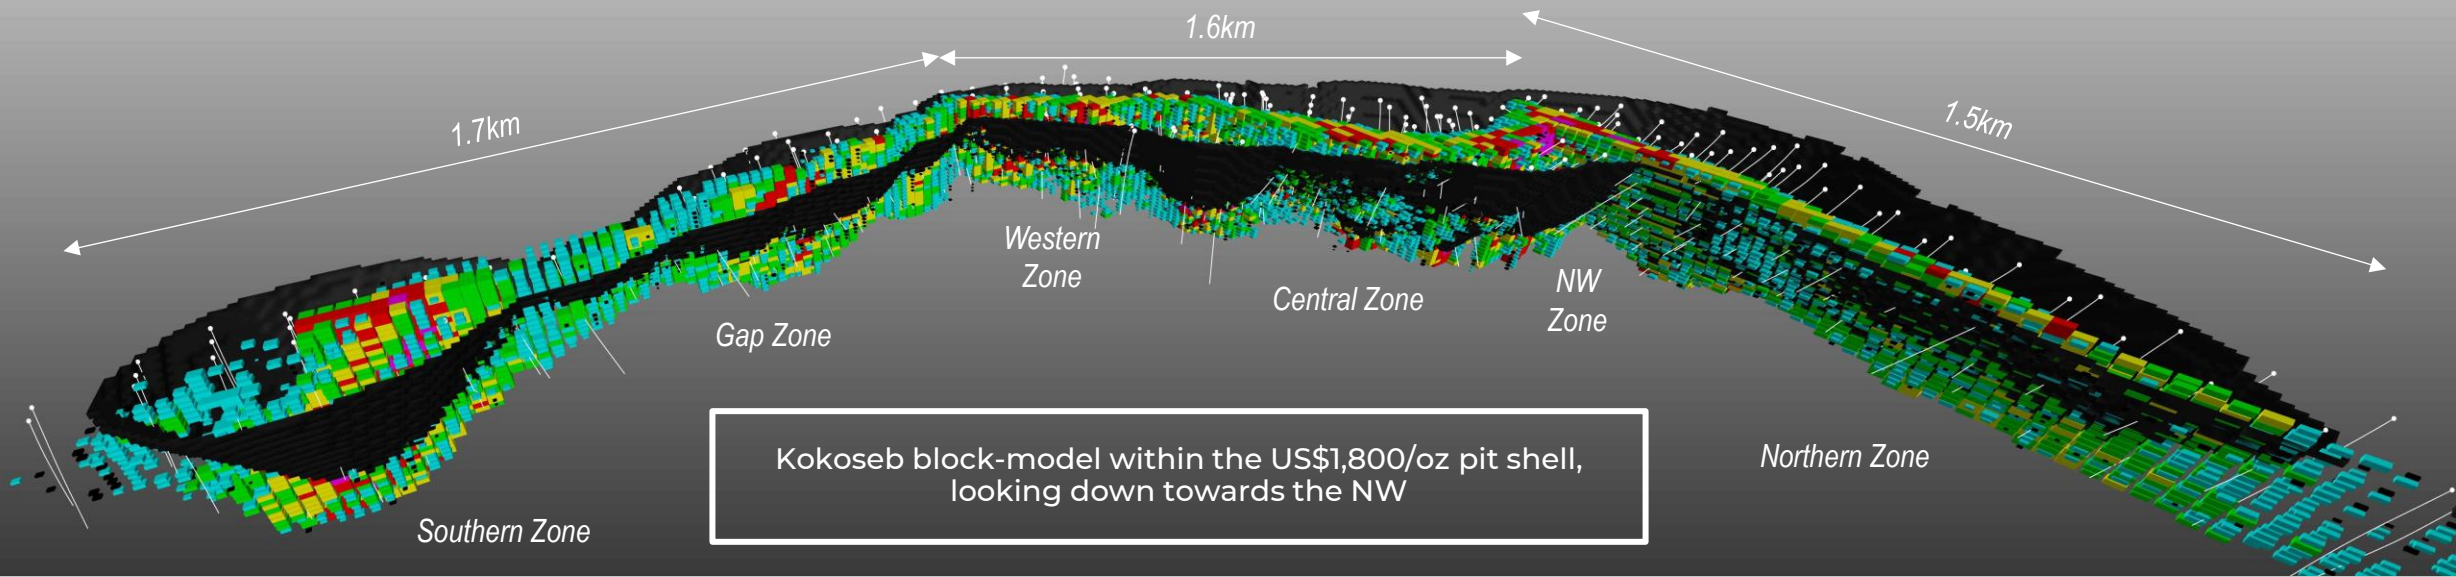 1.6km
1.7km
1.5km
Western
Zone
Central Zone
NW
Zone
Gap Zone
Northern Zone
Southern Zone
Kokoseb block-model within the US$1,800/oz pit shell,
looking down towards the NW